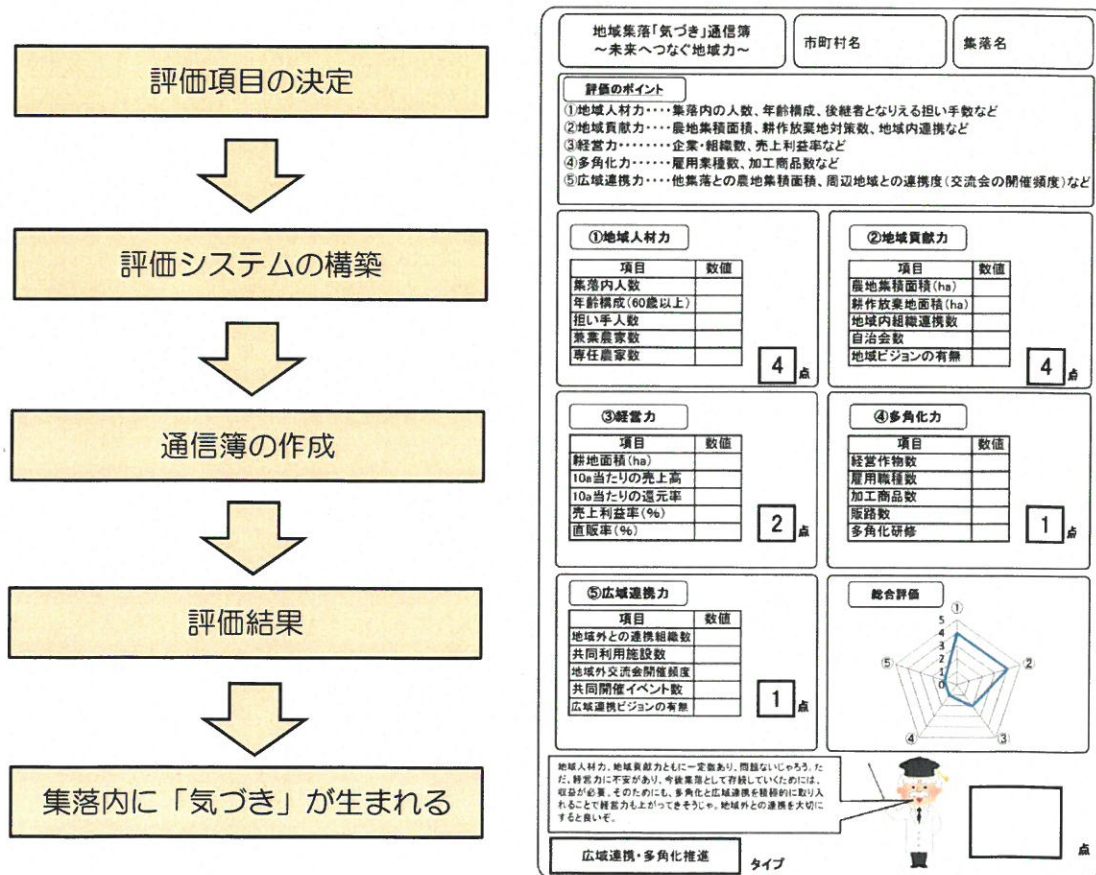 評価項目の決定
評価システムの構築
通信簿の作成
評価結果
集落内に「気づき」が生まれる
地域集落「気づき」通信簿
～未来へつなぐ地域力～
市町村名
集落名
評価のポイント
①地域人材力････集落内の人数、年齢構成、後継者となりえる担い手数など
②地域貢献力････農地集積面積、耕作放棄地対策数、地域内連携など
③経営力････････企業・組織数、売上利益率など
④多角化力･･････雇用業種数、加工商品数など
⑤広域連携力････他集落との農地集積面積、周辺地域との連携度(交流会の開催頻度)など
①地域人材力
項目 数値
集落内人数
年齢構成(60歳以上)
担い手人数
兼業農家数
専任農家数
4 点
②地域貢献力
項目 数値
農地集積面積(ha)
耕作放棄地面積(ha)
地域内組織連携数
自治会数
地域ビジョンの有無
4 点
③経営力
項目 数値
耕地面積(ha)
10a当たりの売上高
10a当たりの還元率
売上利益率(%)
直販率(%)
2 点
④多角化力
項目 数値
経営作物数
雇用職種数
加工商品数
販路数
多角化研修
1 点
⑤広域連携力
項目 数値
地域外との連携組織数
共同利用施設数
地域外交流会開催頻度
共同開催イベント数
広域連携ビジョンの有無
1 点
総合評価
①
5
4
3
2
1
0
②
③
④
⑤
地域人材力、地域貢献力ともに一定数あり、問題ないじゃろう。た
だ、経営力に不安があり、今後集落として存続していくためには、
収益が必要。そのためにも、多角化と広域連携を積極的に取り入
れることで経営力も上がってきそうじゃ。地域外との連携を大切に
すると良いぞ。
広域連携・多角化推進 タイプ
点